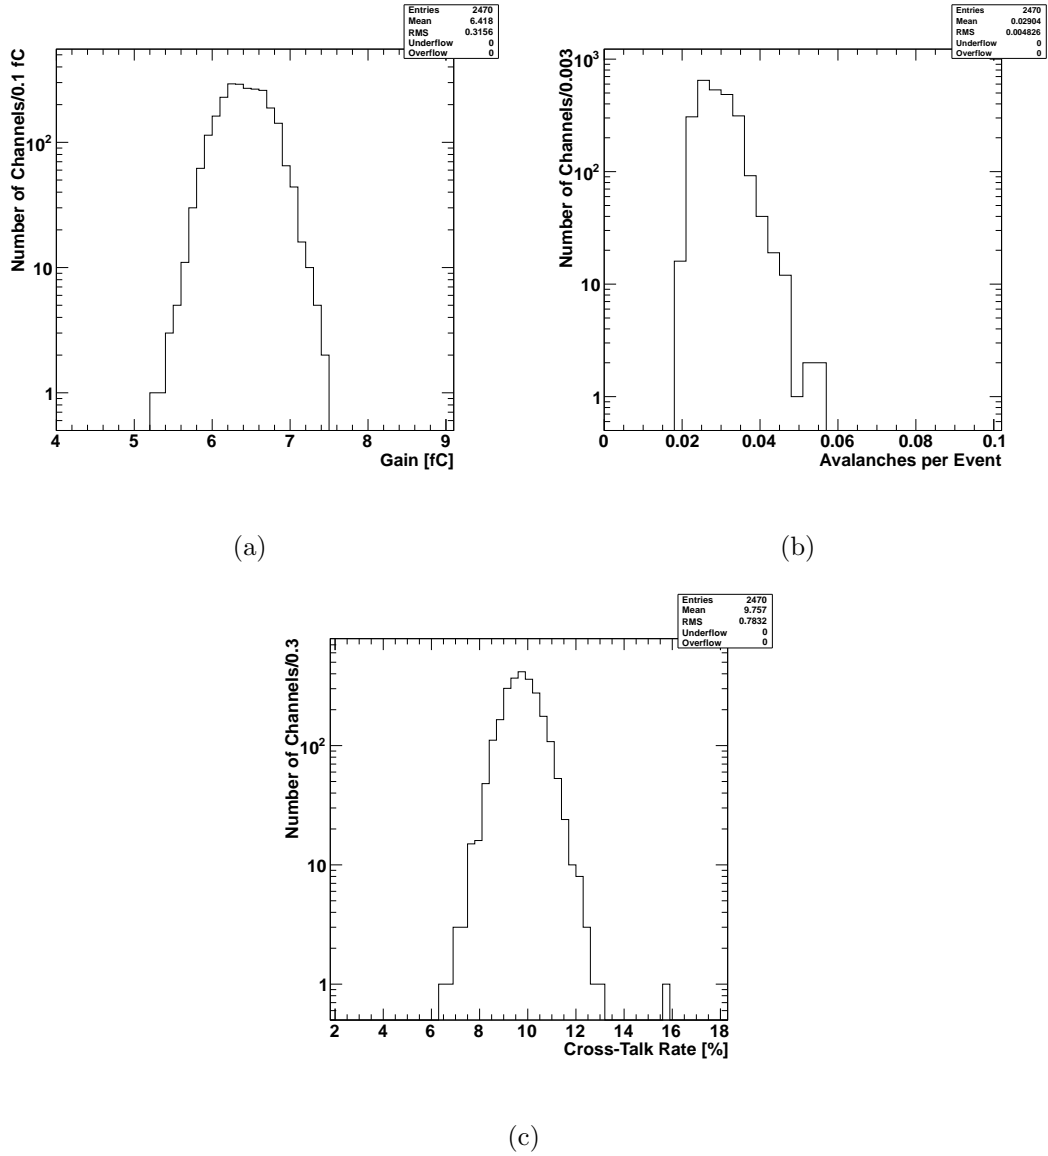 Entries 2470
Mean 6.418
RMS 0.3156
Underflow 0
Overflow 0
Number of Channels/0.1 fC
10²
10
1
4 5 6 7 8 9
Gain [fC]
(a)
Entries 2470
Mean 0.02904
RMS 0.004826
Underflow 0
Overflow 0
Number of Channels/0.003
10³
10²
10
1
0 0.02 0.04 0.06 0.08 0.1
Avalanches per Event
(b)
Entries 2470
Mean 9.757
RMS 0.7832
Underflow 0
Overflow 0
Number of Channels/0.3
10²
10
1
2 4 6 8 10 12 14 16 18
Cross-Talk Rate [%]
(c)